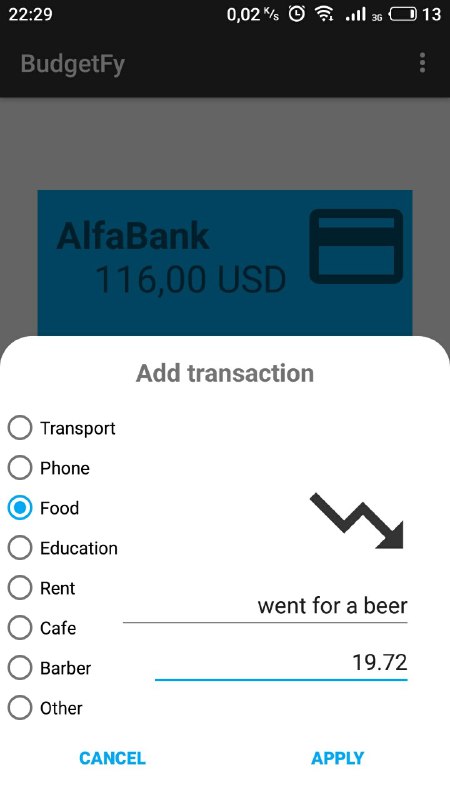 22:29 0,02 K/s 3G 13
BudgetFy
AlfaBank
116,00 USD
Add transaction
Transport
Phone
Food
Education
Rent
went for a beer
Cafe
19.72
Barber
Other
CANCEL APPLY